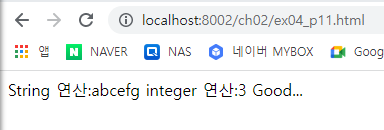 localhost:8002/ch02/ex04_p11.html
앱 NAVER NAS 네이버 MYBOX Goog
String 연산:abcefg integer 연산:3 Good...